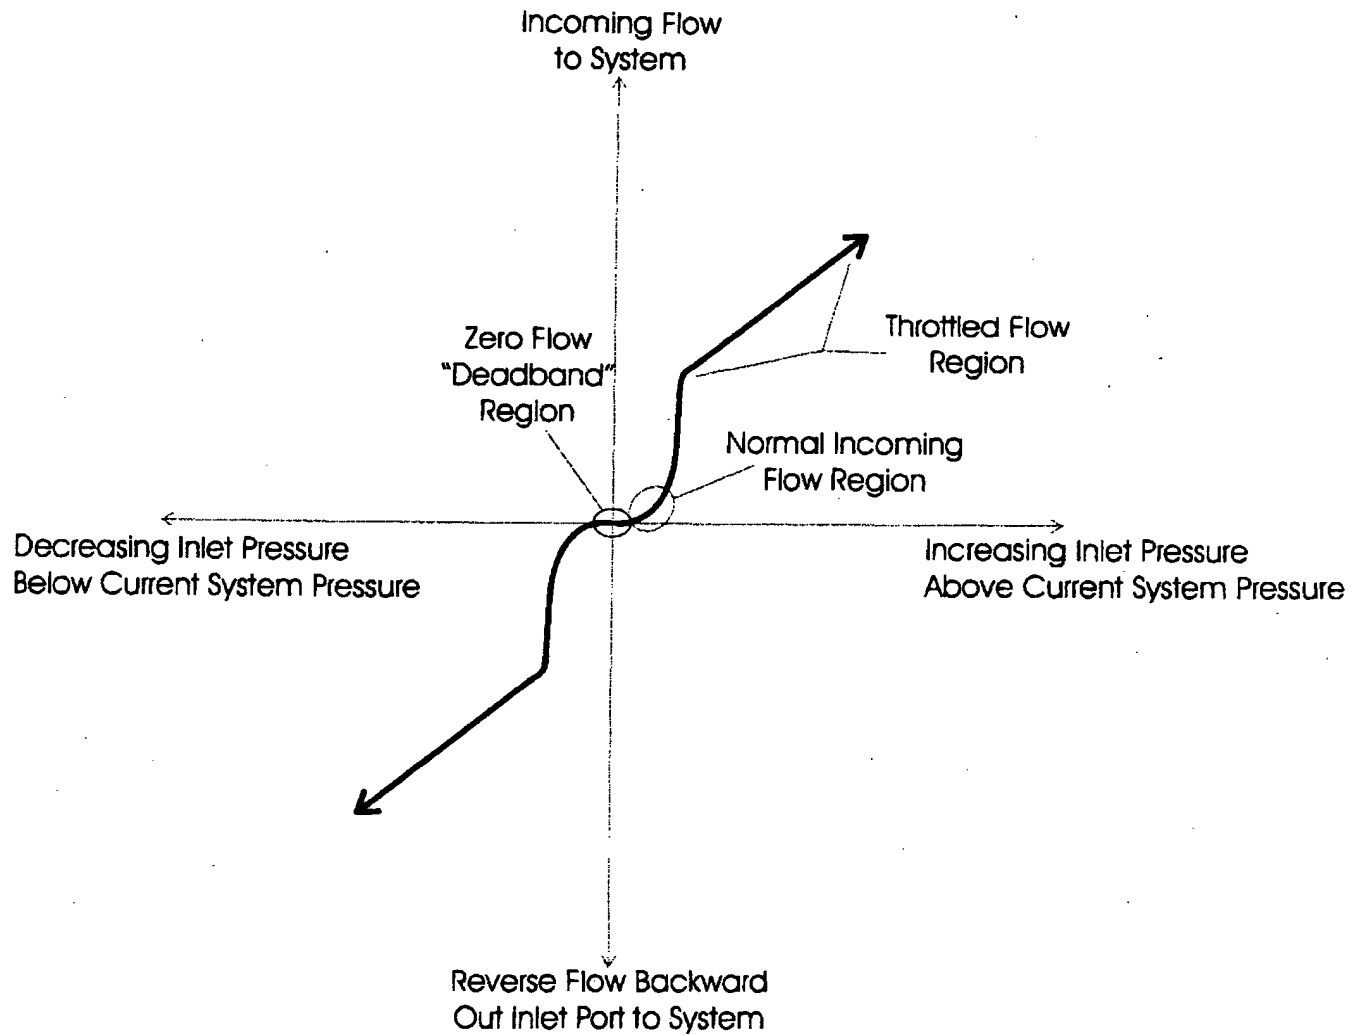 Incoming Flow
to System
Zero Flow
"Deadband"
Region
Throttled Flow
Region
Normal Incoming
Flow Region
Decreasing Inlet Pressure
Below Current System Pressure
Increasing Inlet Pressure
Above Current System Pressure
Reverse Flow Backward
Out Inlet Port to System